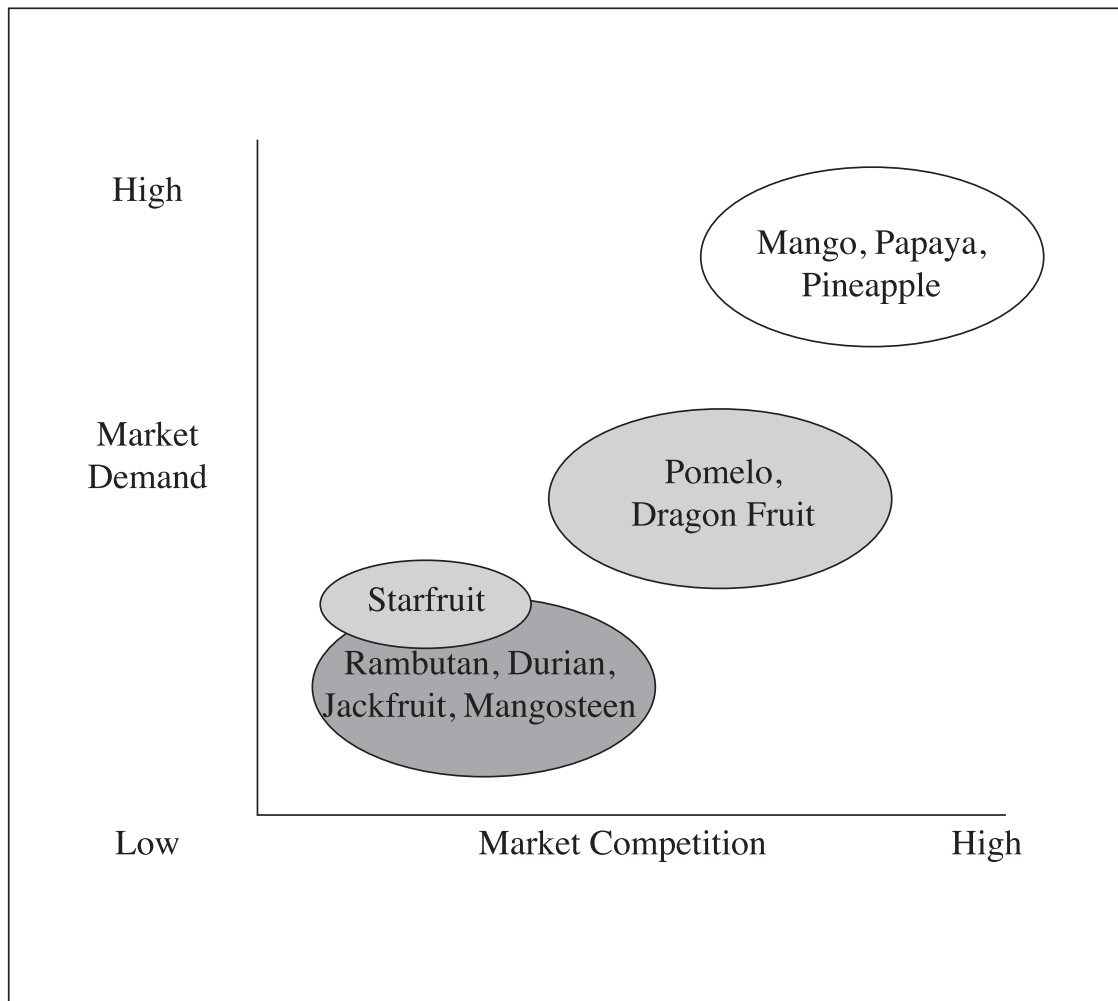 High
Mango, Papaya,
Pineapple
Market
Demand
Pomelo,
Dragon Fruit
Starfruit
Rambutan, Durian,
Jackfruit, Mangosteen
Low
Market Competition
High